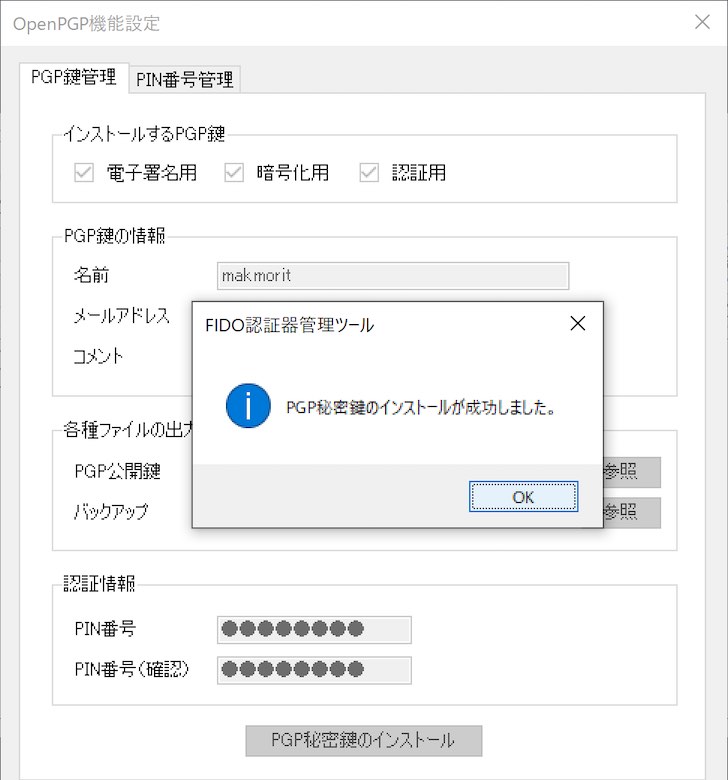 OpenPGP機能設定
PGP鍵管理 PIN番号管理
インストールするPGP鍵
電子署名用 暗号化用 認証用
PGP鍵の情報
名前 makmorit
メールアドレス
コメント
FIDO認証器管理ツール
PGP秘密鍵のインストールが成功しました。
OK
各種ファイルの出力
PGP公開鍵 参照
バックアップ 参照
認証情報
PIN番号 ●●●●●●●●
PIN番号(確認) ●●●●●●●●
PGP秘密鍵のインストール